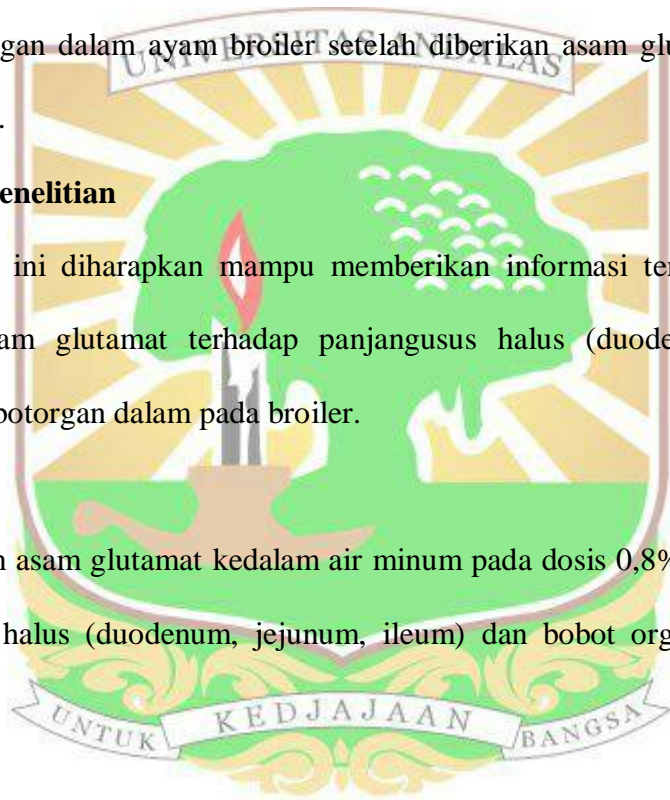 gan dalam ayam broiler setelah diberikan asam glu
UNIVERSITAS ANDALAS
.
enelitian
ini diharapkan mampu memberikan informasi ter
am glutamat terhadap panjangusus halus (duode
botorgan dalam pada broiler.
n asam glutamat kedalam air minum pada dosis 0,8%
halus (duodenum, jejunum, ileum) dan bobot org
UNTUK KEDJAJAAN BANGSA